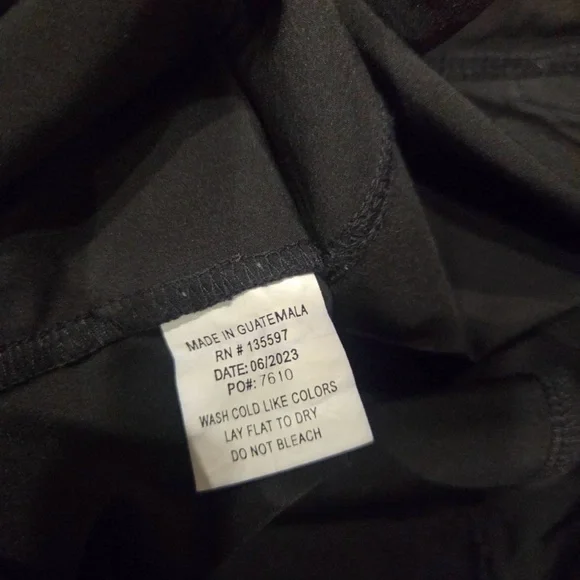 MADE IN GUATEMALA
RN # 135597
DATE: 06/2023
PO#: 7610
WASH COLD LIKE COLORS
LAY FLAT TO DRY
DO NOT BLEACH